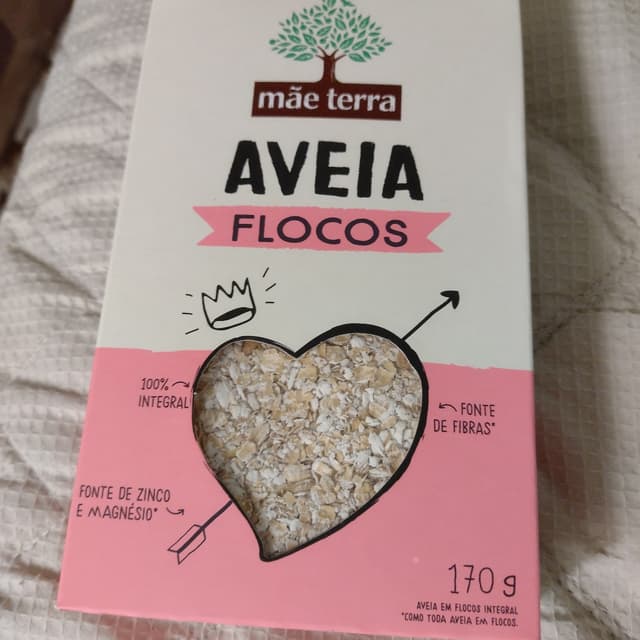 mãe terra
AVEIA
FLOCOS
100%
INTEGRAL
FONTE
DE FIBRAS*
FONTE DE ZINCO
E MAGNÉSIO*
170 g
AVEIA EM FLOCOS INTEGRAL
*COMO TODA AVEIA EM FLOCOS.